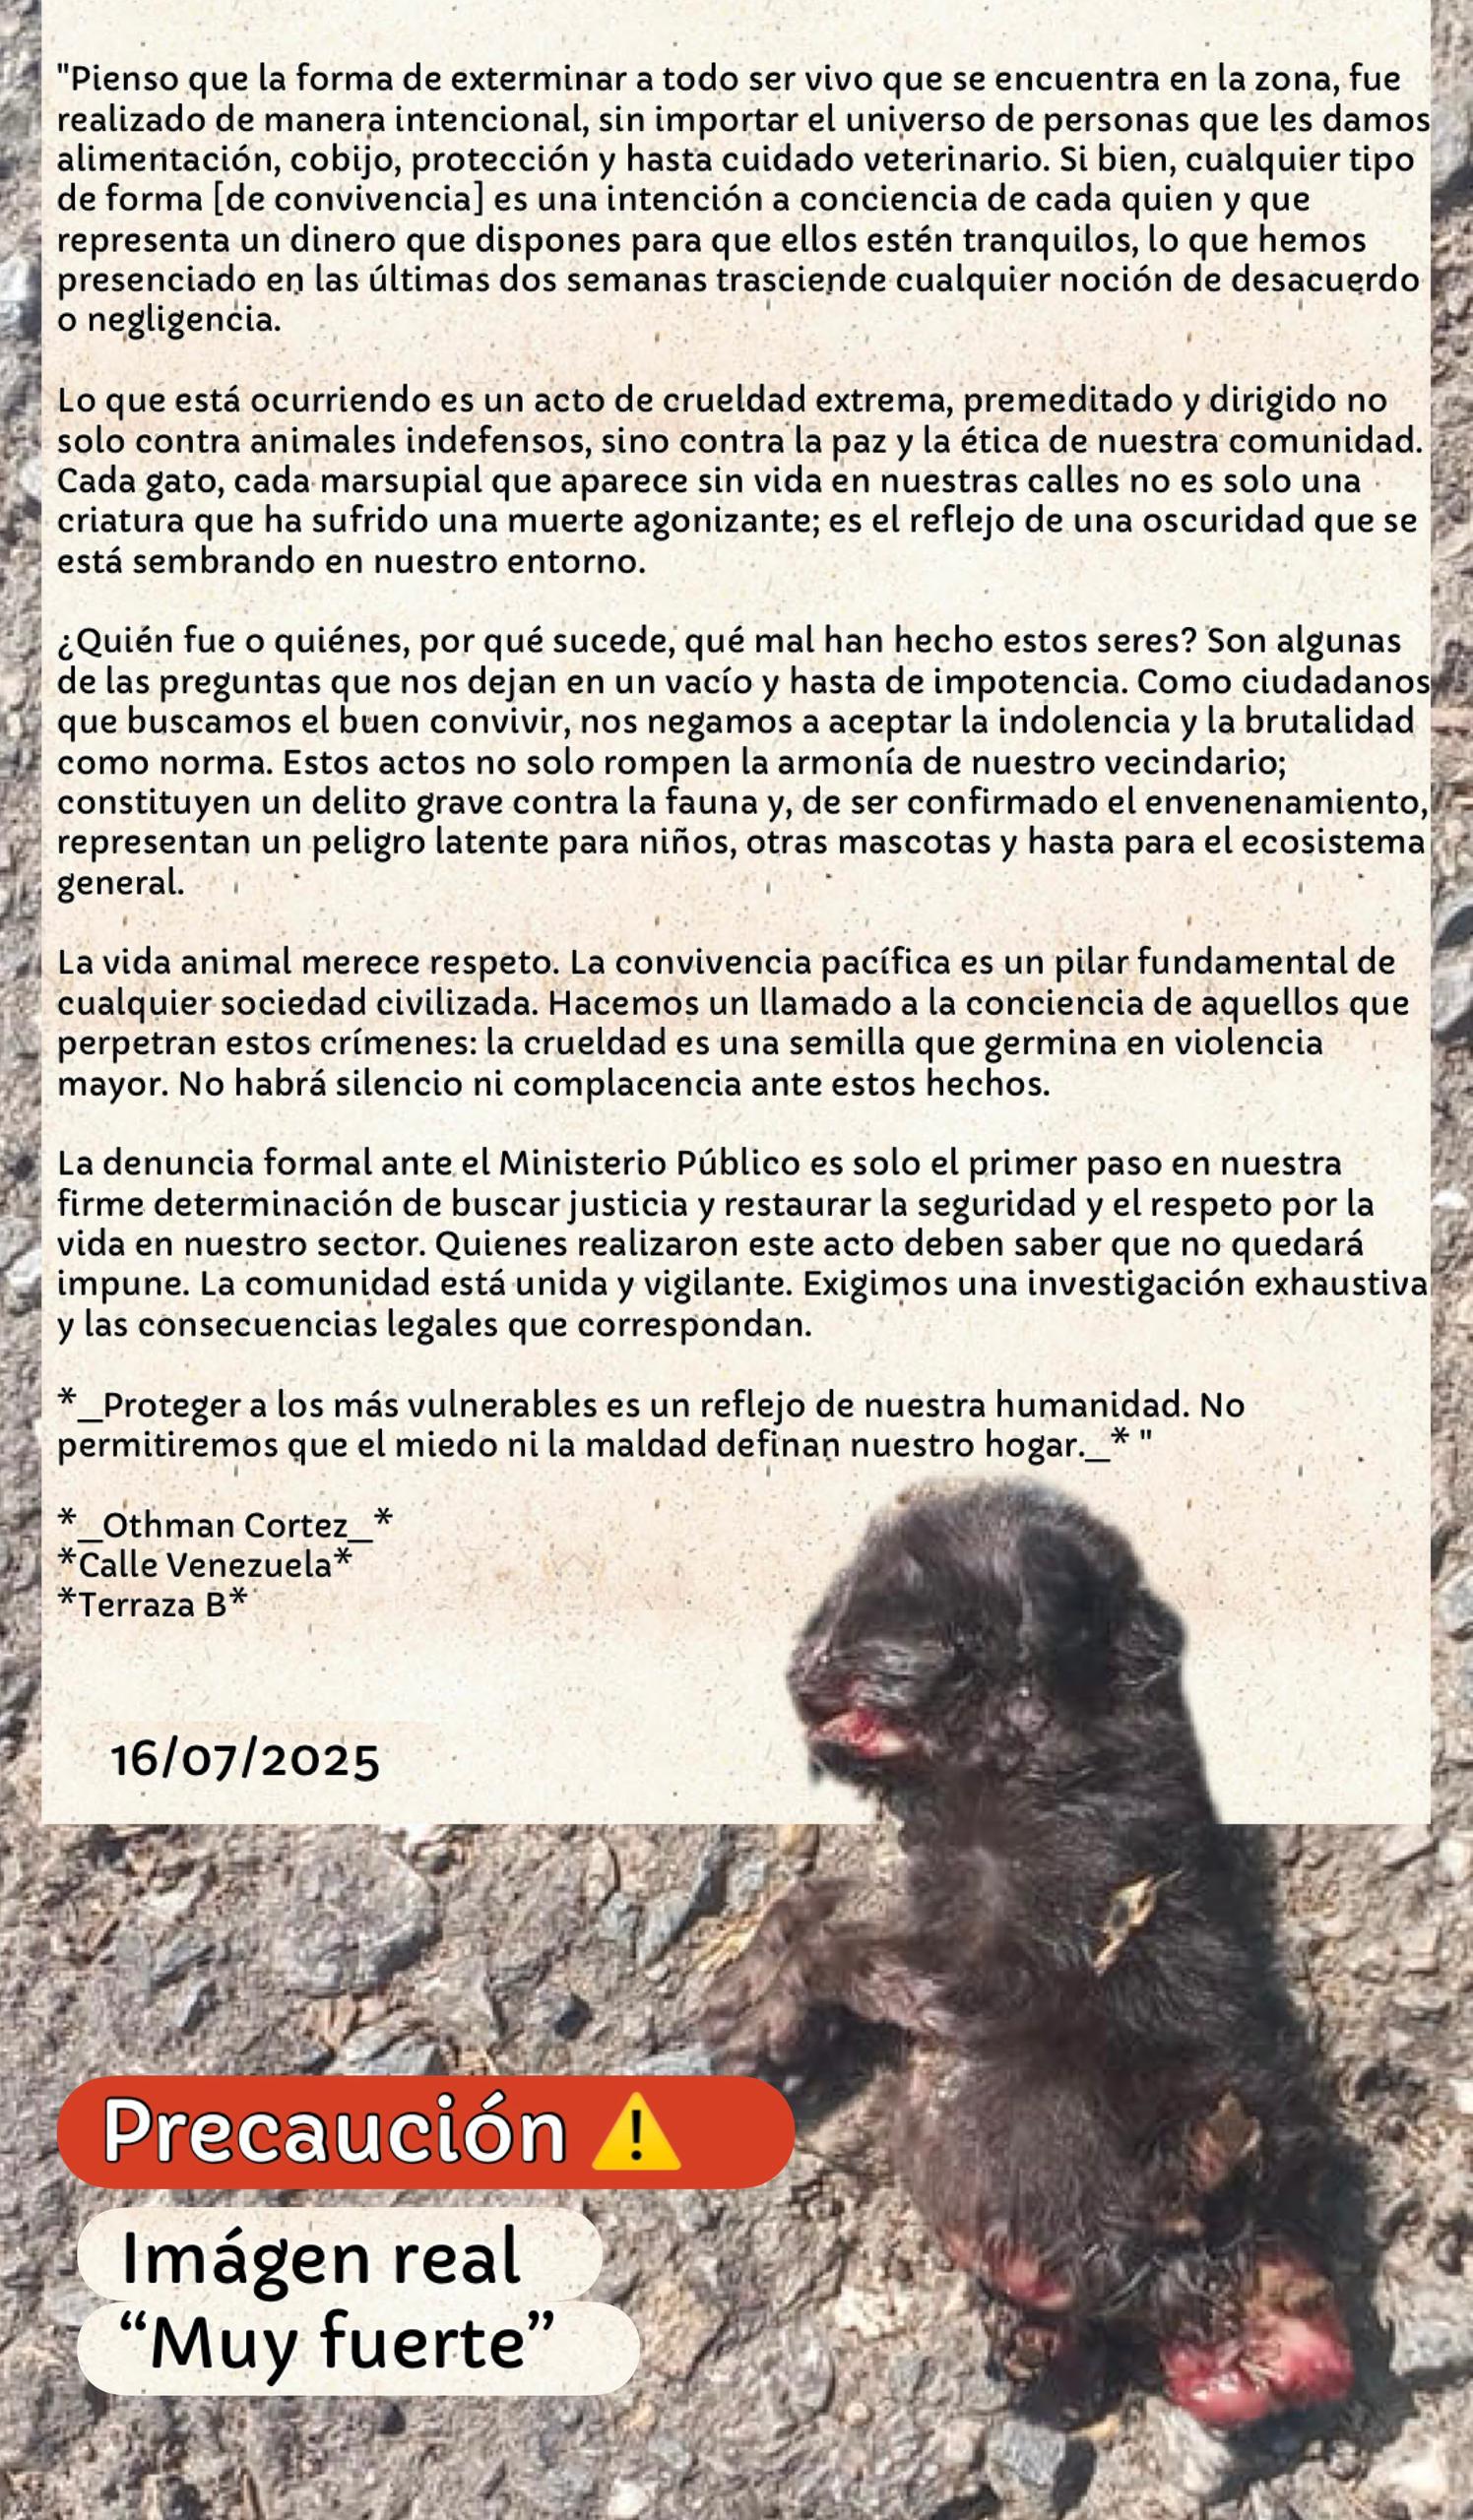 "Pienso que la forma de exterminar a todo ser vivo que se encuentra en la zona, fue
realizado de manera intencional, sin importar el universo de personas que les damos
alimentación, cobijo, protección y hasta cuidado veterinario. Si bien, cualquier tipo
de forma [de convivencia] es una intención a conciencia de cada quien y que
representa un dinero que dispones para que ellos estén tranquilos, lo que hemos
presenciado en las últimas dos semanas trasciende cualquier noción de desacuerdo
o negligencia.
Lo que está ocurriendo es un acto de crueldad extrema, premeditado y dirigido no
solo contra animales indefensos, sino contra la paz y la ética de nuestra comunidad.
Cada gato, cada marsupial que aparece sin vida en nuestras calles no es solo una
criatura que ha sufrido una muerte agonizante; es el reflejo de una oscuridad que se
está sembrando en nuestro entorno.
¿Quién fue o quiénes, por qué sucede, qué mal han hecho estos seres? Son algunas
de las preguntas que nos dejan en un vacío y hasta de impotencia. Como ciudadanos
que buscamos el buen convivir, nos negamos a aceptar la indolencia y la brutalidad
como norma. Estos actos no solo rompen la armonía de nuestro vecindario;
constituyen un delito grave contra la fauna y, de ser confirmado el envenenamiento,
representan un peligro latente para niños, otras mascotas y hasta para el ecosistema
general.
La vida animal merece respeto. La convivencia pacífica es un pilar fundamental de
cualquier sociedad civilizada. Hacemos un llamado a la conciencia de aquellos que
perpetran estos crímenes: la crueldad es una semilla que germina en violencia
mayor. No habrá silencio ni complacencia ante estos hechos.
La denuncia formal ante el Ministerio Público es solo el primer paso en nuestra
firme determinación de buscar justicia y restaurar la seguridad y el respeto por la
vida en nuestro sector. Quienes realizaron este acto deben saber que no quedará
impune. La comunidad está unida y vigilante. Exigimos una investigación exhaustiva
y las consecuencias legales que correspondan.
*_Proteger a los más vulnerables es un reflejo de nuestra humanidad. No
permitiremos que el miedo ni la maldad definan nuestro hogar._* "
*_Othman Cortez_*
*Calle Venezuela*
*Terraza B*
16/07/2025
Precaución ⚠️
Imágen real
“Muy fuerte”